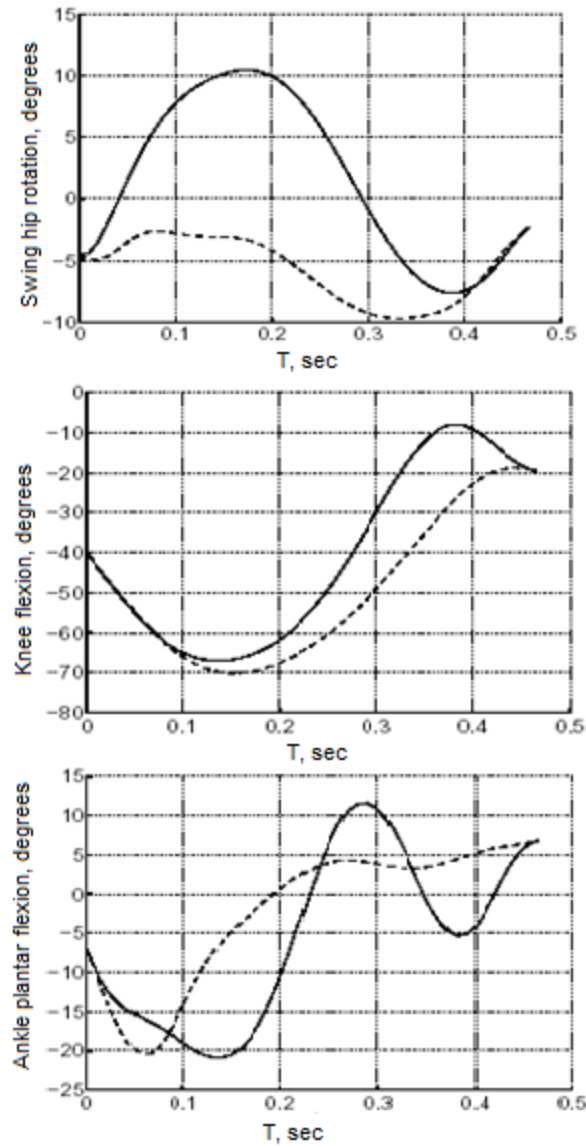 Swing hip rotation, degrees
15
10
5
0
−5
−10
0 0.1 0.2 0.3 0.4 0.5
T, sec
Knee flexion, degrees
0
−10
−20
−30
−40
−50
−60
−70
−80
0 0.1 0.2 0.3 0.4 0.5
T, sec
Ankle plantar flexion, degrees
15
10
5
0
−5
−10
−15
−20
−25
0 0.1 0.2 0.3 0.4 0.5
T, sec